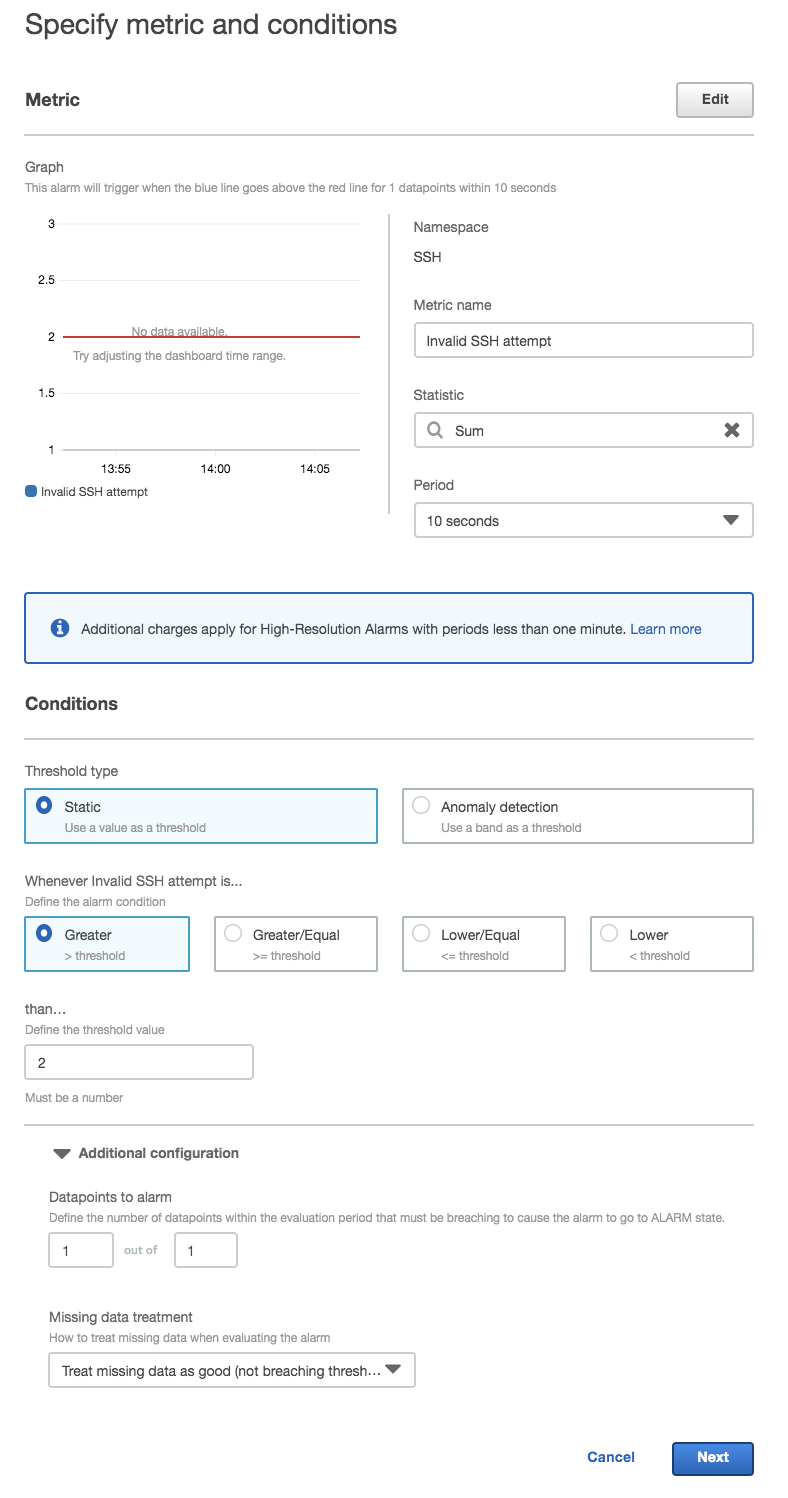 Specify metric and conditions
Metric
Edit
Graph
This alarm will trigger when the blue line goes above the red line for 1 datapoints within 10 seconds
3
2.5
2
1.5
1
No data available.
Try adjusting the dashboard time range.
13:55 14:00 14:05
Invalid SSH attempt
Namespace
SSH
Metric name
Invalid SSH attempt
Statistic
Sum
Period
10 seconds
Additional charges apply for High-Resolution Alarms with periods less than one minute. Learn more
Conditions
Threshold type
Static
Use a value as a threshold
Anomaly detection
Use a band as a threshold
Whenever Invalid SSH attempt is...
Define the alarm condition
Greater
> threshold
Greater/Equal
>= threshold
Lower/Equal
<= threshold
Lower
< threshold
than...
Define the threshold value
2
Must be a number
Additional configuration
Datapoints to alarm
Define the number of datapoints within the evaluation period that must be breaching to cause the alarm to go to ALARM state.
1 out of 1
Missing data treatment
How to treat missing data when evaluating the alarm
Treat missing data as good (not breaching thresh...
Cancel
Next